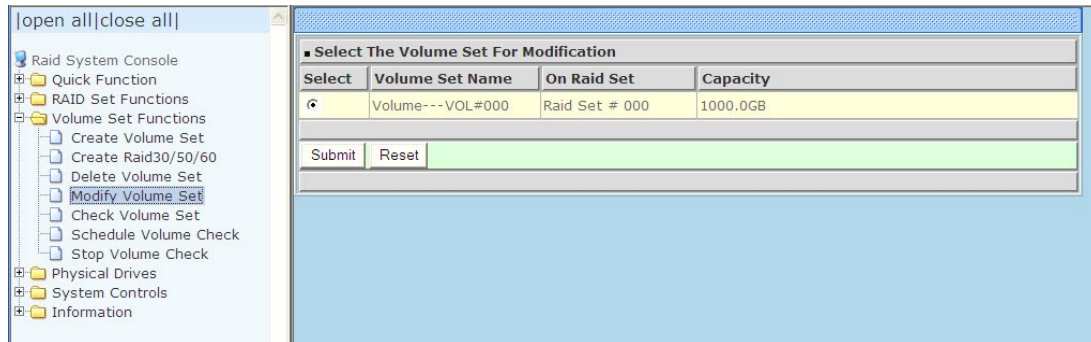 |open all|close all|
Raid System Console
Quick Function
RAID Set Functions
Volume Set Functions
Create Volume Set
Create Raid30/50/60
Delete Volume Set
Modify Volume Set
Check Volume Set
Schedule Volume Check
Stop Volume Check
Physical Drives
System Controls
Information
Select The Volume Set For Modification
Select Volume Set Name On Raid Set Capacity
Volume---VOL#000 Raid Set # 000 1000.0GB
Submit Reset